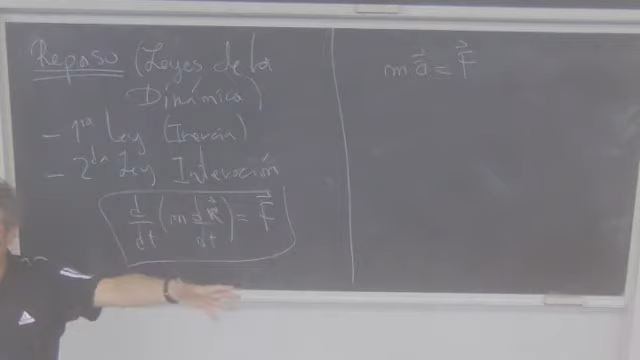 Repaso (Leyes de la
Dinámica)
- 1ra Ley (Inercia)
- 2da Ley Interacción
d/dt (m dR⃗/dt) = F⃗
m a⃗ = F⃗